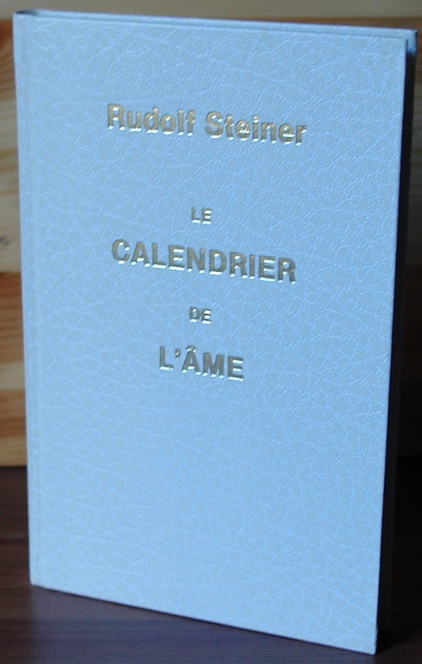 Rudolf Steiner
LE
CALENDRIER
DE
L'ÂME